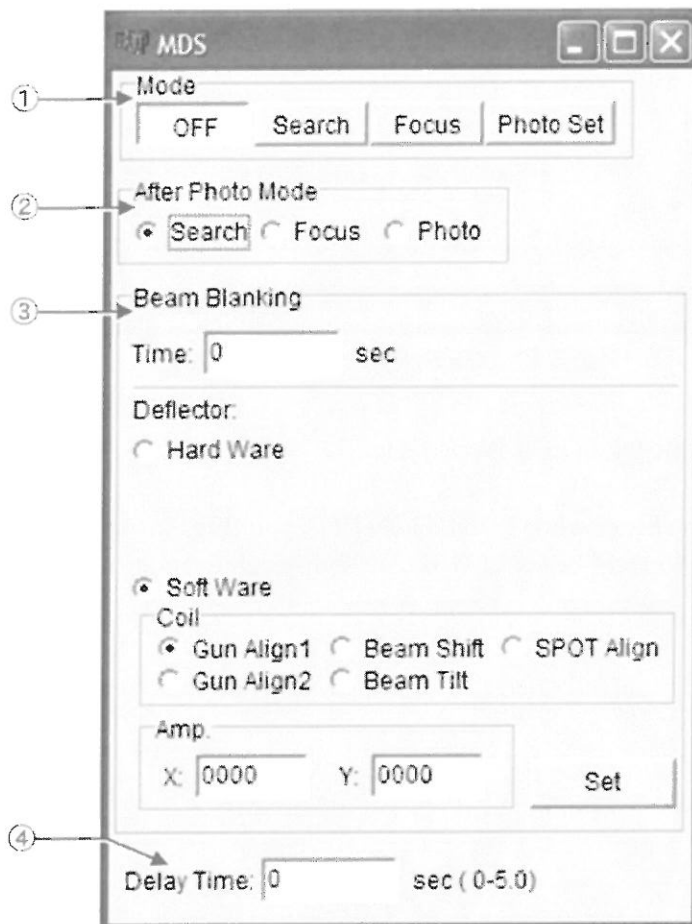 MDS
① Mode
OFF Search Focus Photo Set
② After Photo Mode
Search Focus Photo
③ Beam Blanking
Time: 0 sec
Deflector:
Hard Ware
Soft Ware
Coil
Gun Align1 Beam Shift SPOT Align
Gun Align2 Beam Tilt
Amp.
X: 0000 Y: 0000 Set
④ Delay Time: 0 sec ( 0-5.0)